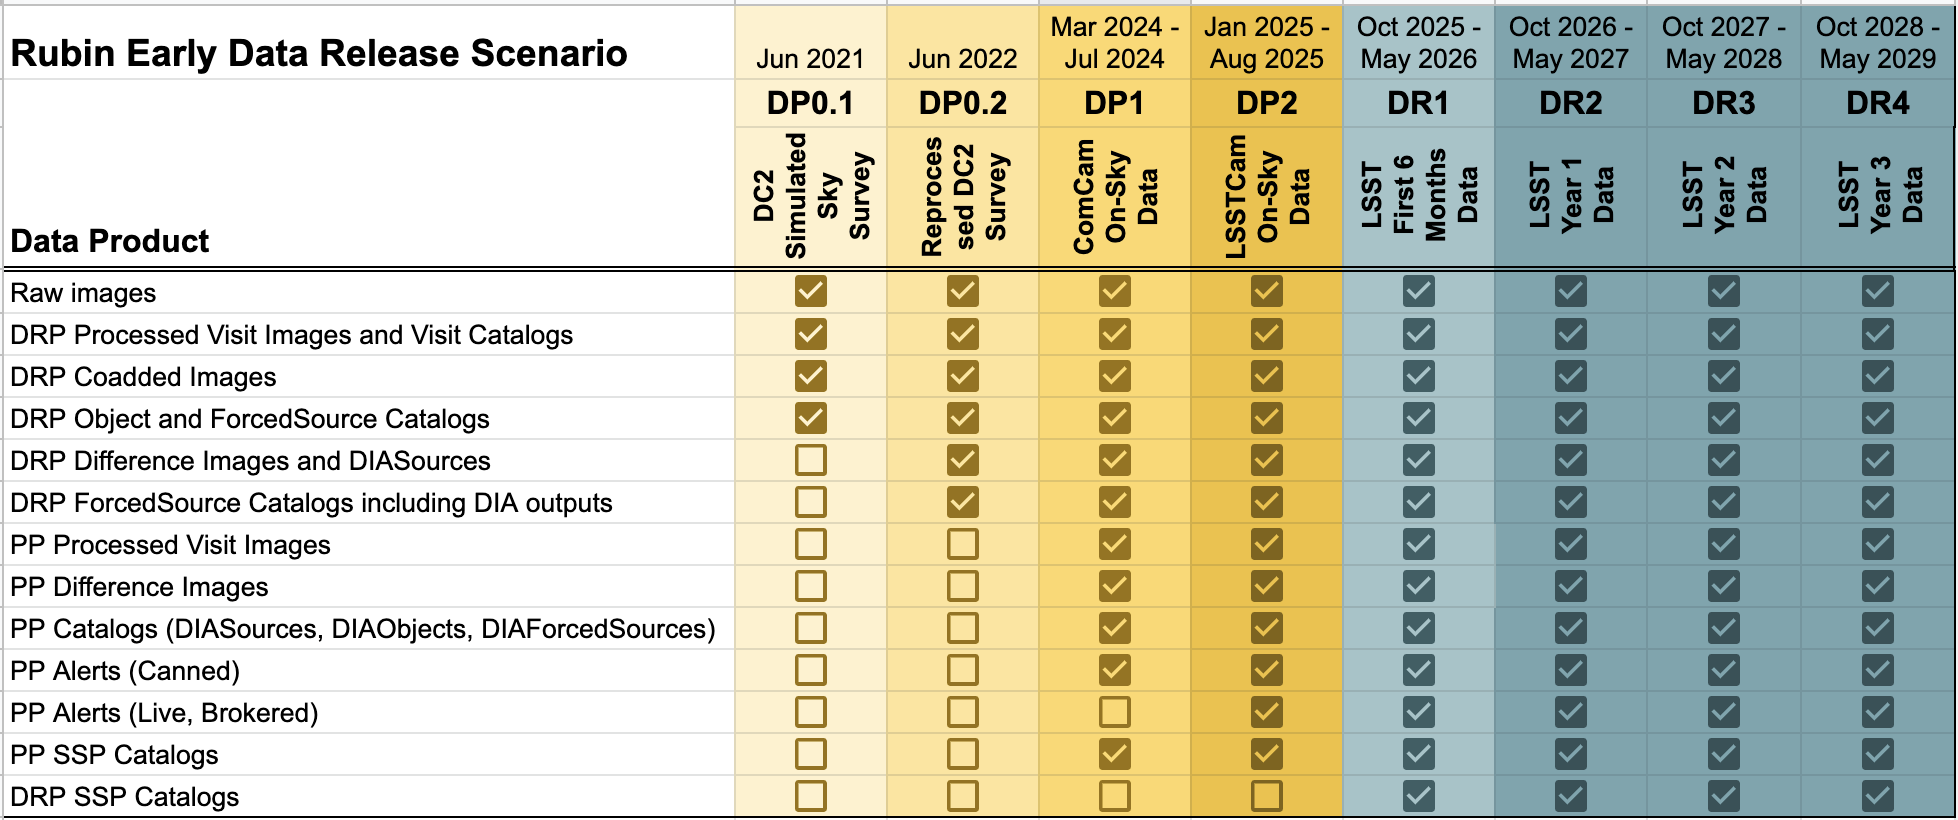 Rubin Early Data Release Scenario
Jun 2021
Jun 2022
Mar 2024 -
Jul 2024
Jan 2025 -
Aug 2025
Oct 2025 -
May 2026
Oct 2026 -
May 2027
Oct 2027 -
May 2028
Oct 2028 -
May 2029
DP0.1
DP0.2
DP1
DP2
DR1
DR2
DR3
DR4
Data Product
DC2
Simulated
Sky
Survey
Reproces
sed DC2
Survey
ComCam
On-Sky
Data
LSSTCam
On-Sky
Data
LSST
First 6
Months
Data
LSST
Year 1
Data
LSST
Year 2
Data
LSST
Year 3
Data
Raw images
DRP Processed Visit Images and Visit Catalogs
DRP Coadded Images
DRP Object and ForcedSource Catalogs
DRP Difference Images and DIASources
DRP ForcedSource Catalogs including DIA outputs
PP Processed Visit Images
PP Difference Images
PP Catalogs (DIASources, DIAObjects, DIAForcedSources)
PP Alerts (Canned)
PP Alerts (Live, Brokered)
PP SSP Catalogs
DRP SSP Catalogs